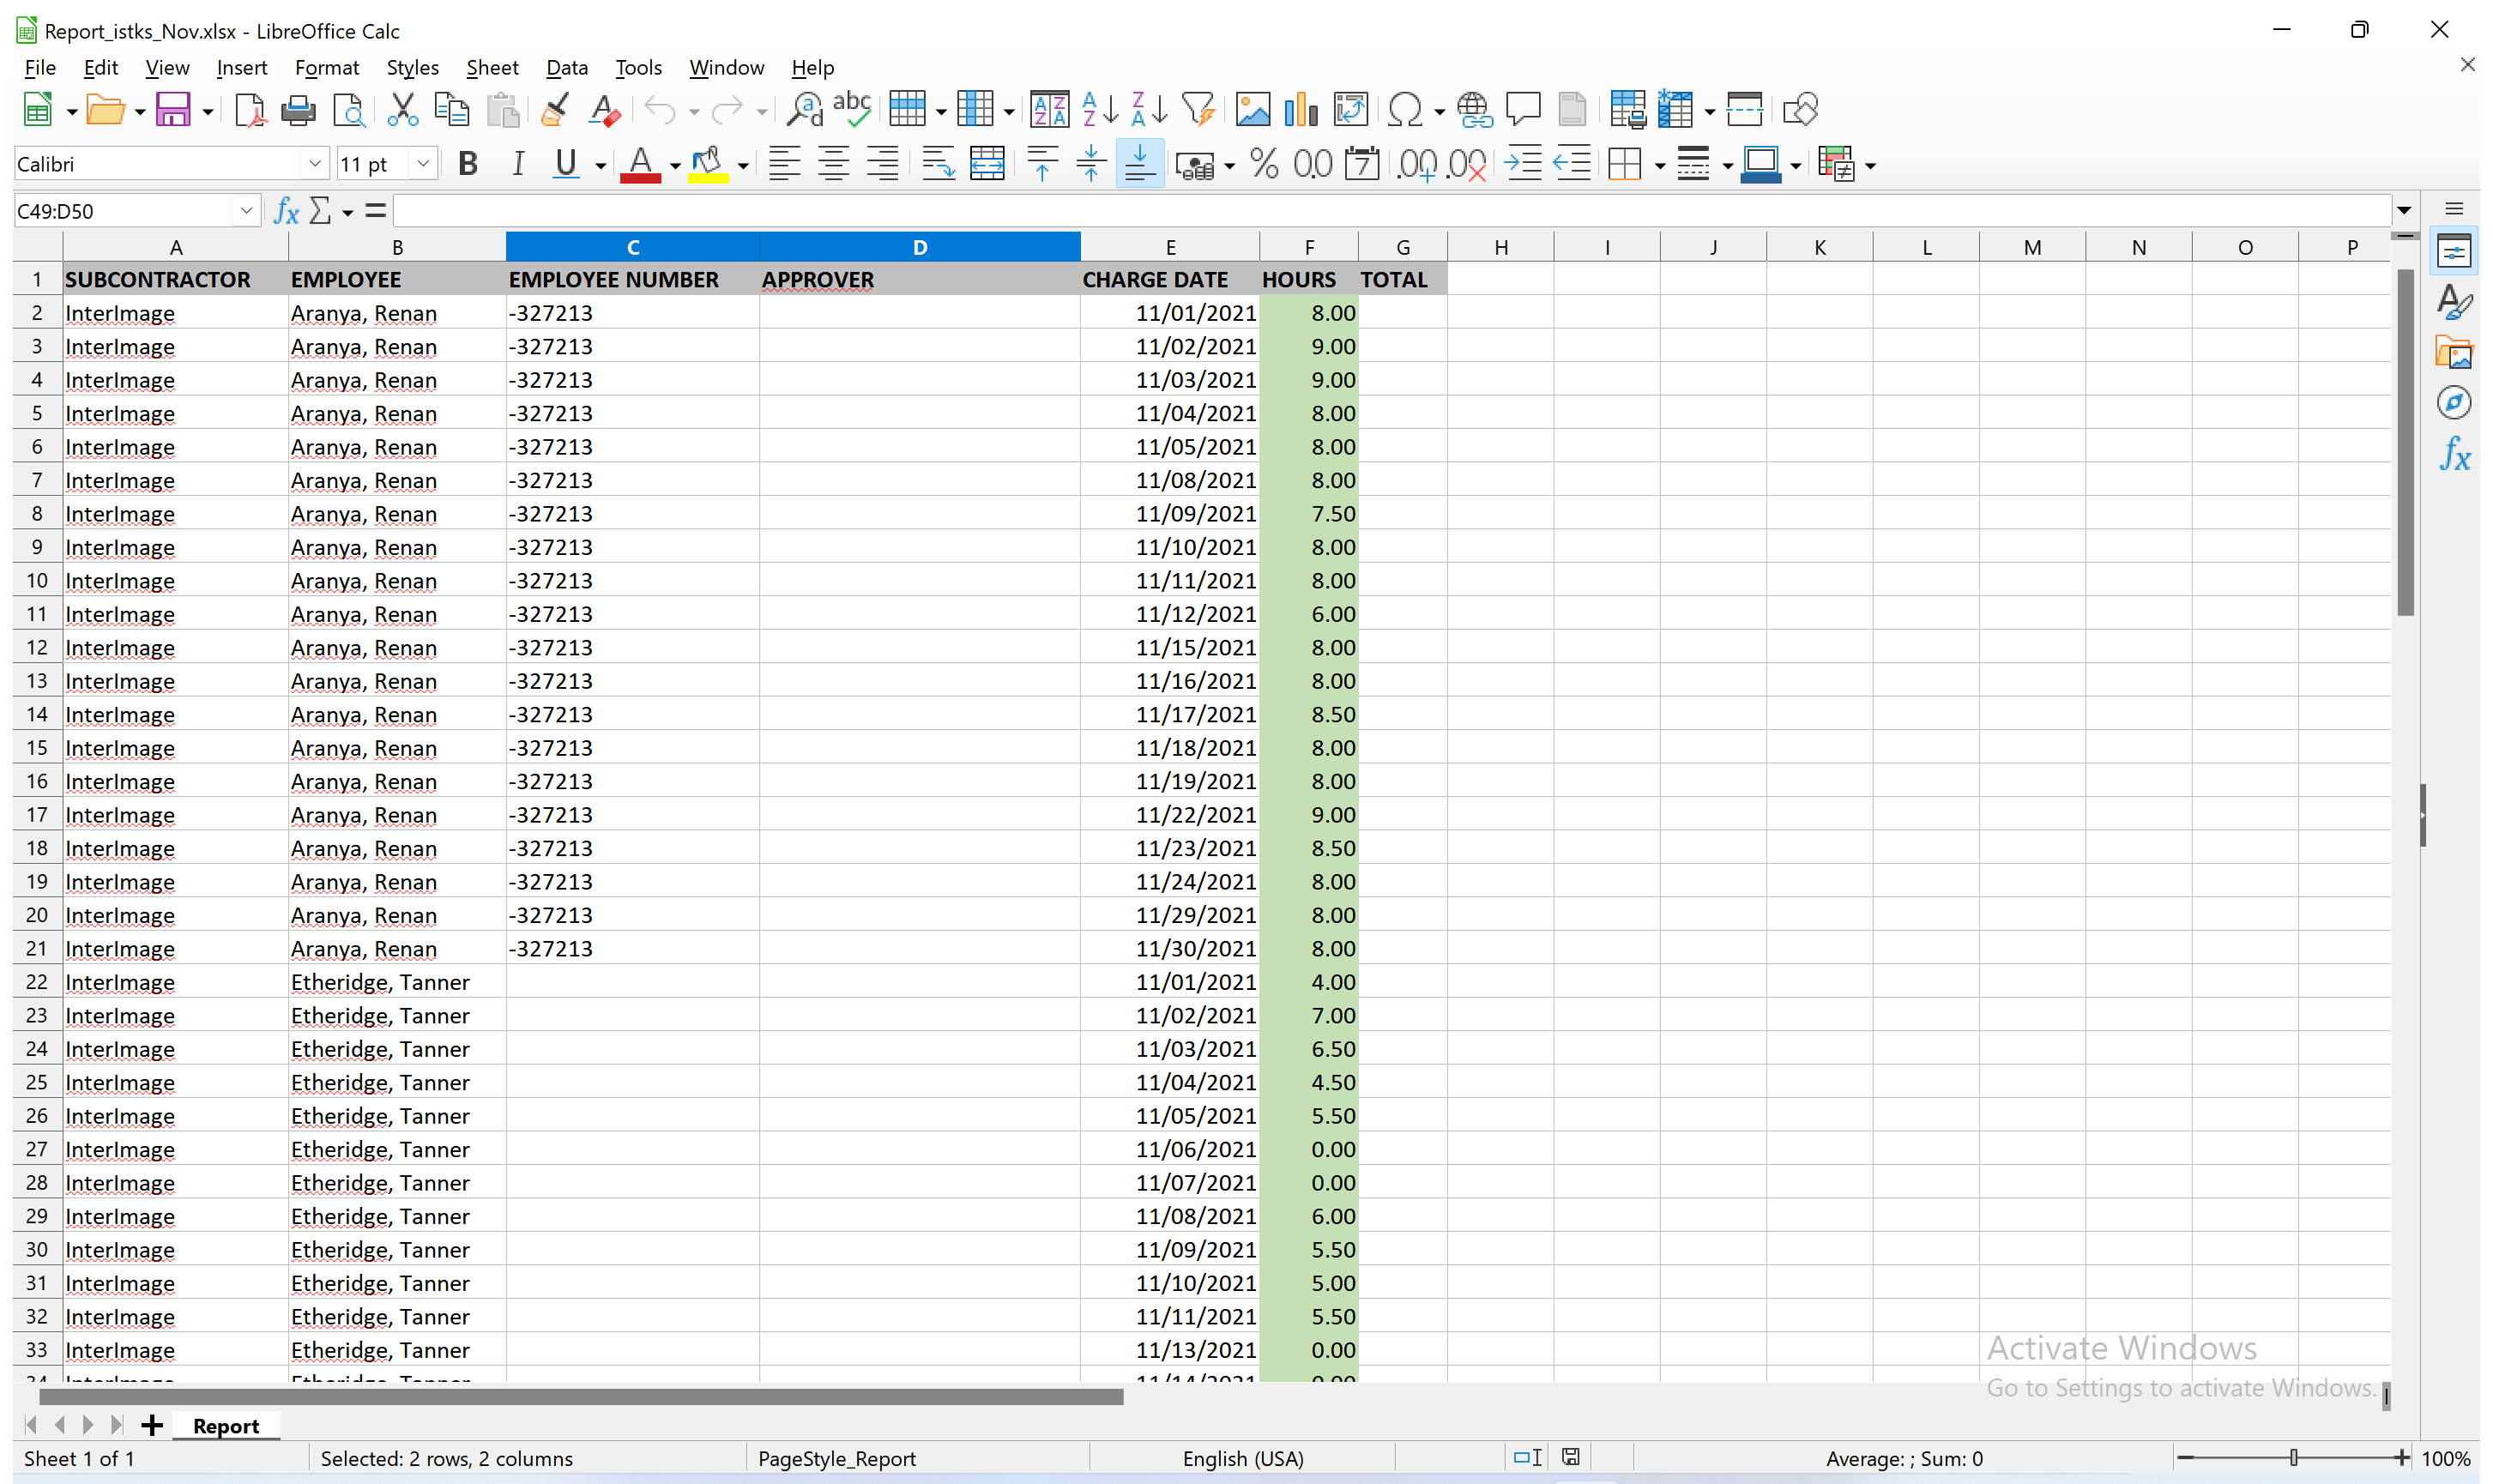 Report_istks_Nov.xlsx - LibreOffice Calc
File Edit View Insert Format Styles Sheet Data Tools Window Help
Calibri 11 pt
C49:D50
A B C D E F G H I J K L M N O P
1 SUBCONTRACTOR EMPLOYEE EMPLOYEE NUMBER APPROVER CHARGE DATE HOURS TOTAL
2 InterImage Aranya, Renan -327213 11/01/2021 8.00
3 InterImage Aranya, Renan -327213 11/02/2021 9.00
4 InterImage Aranya, Renan -327213 11/03/2021 9.00
5 InterImage Aranya, Renan -327213 11/04/2021 8.00
6 InterImage Aranya, Renan -327213 11/05/2021 8.00
7 InterImage Aranya, Renan -327213 11/08/2021 8.00
8 InterImage Aranya, Renan -327213 11/09/2021 7.50
9 InterImage Aranya, Renan -327213 11/10/2021 8.00
10 InterImage Aranya, Renan -327213 11/11/2021 8.00
11 InterImage Aranya, Renan -327213 11/12/2021 6.00
12 InterImage Aranya, Renan -327213 11/15/2021 8.00
13 InterImage Aranya, Renan -327213 11/16/2021 8.00
14 InterImage Aranya, Renan -327213 11/17/2021 8.50
15 InterImage Aranya, Renan -327213 11/18/2021 8.00
16 InterImage Aranya, Renan -327213 11/19/2021 8.00
17 InterImage Aranya, Renan -327213 11/22/2021 9.00
18 InterImage Aranya, Renan -327213 11/23/2021 8.50
19 InterImage Aranya, Renan -327213 11/24/2021 8.00
20 InterImage Aranya, Renan -327213 11/29/2021 8.00
21 InterImage Aranya, Renan -327213 11/30/2021 8.00
22 InterImage Etheridge, Tanner 11/01/2021 4.00
23 InterImage Etheridge, Tanner 11/02/2021 7.00
24 InterImage Etheridge, Tanner 11/03/2021 6.50
25 InterImage Etheridge, Tanner 11/04/2021 4.50
26 InterImage Etheridge, Tanner 11/05/2021 5.50
27 InterImage Etheridge, Tanner 11/06/2021 0.00
28 InterImage Etheridge, Tanner 11/07/2021 0.00
29 InterImage Etheridge, Tanner 11/08/2021 6.00
30 InterImage Etheridge, Tanner 11/09/2021 5.50
31 InterImage Etheridge, Tanner 11/10/2021 5.00
32 InterImage Etheridge, Tanner 11/11/2021 5.50
33 InterImage Etheridge, Tanner 11/13/2021 0.00
Activate Windows
Go to Settings to activate Windows.
Report
Sheet 1 of 1 Selected: 2 rows, 2 columns PageStyle_Report English (USA) Average: ; Sum: 0 100%